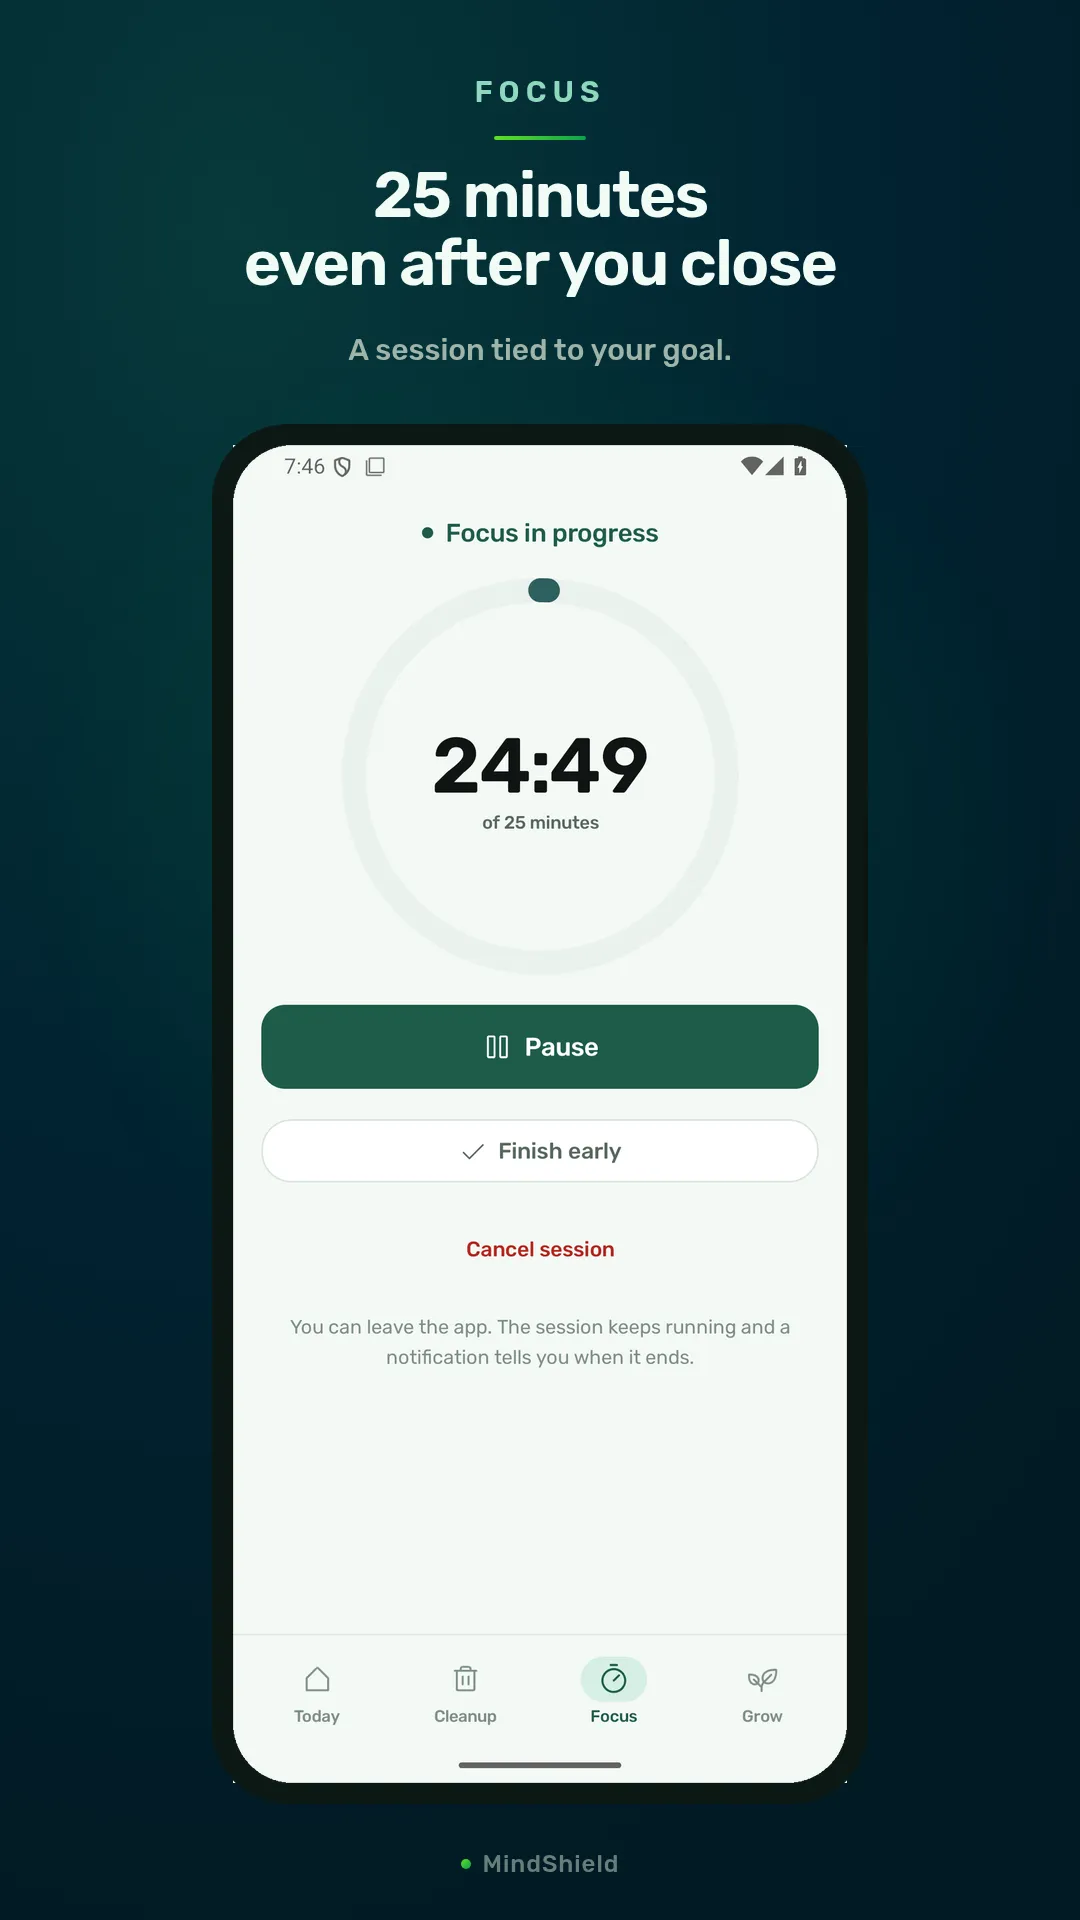 FOCUS
25 minutes
even after you close
A session tied to your goal.
7:46
Focus in progress
24:49
of 25 minutes
Pause
Finish early
Cancel session
You can leave the app. The session keeps running and a
notification tells you when it ends.
Today
Cleanup
Focus
Grow
MindShield